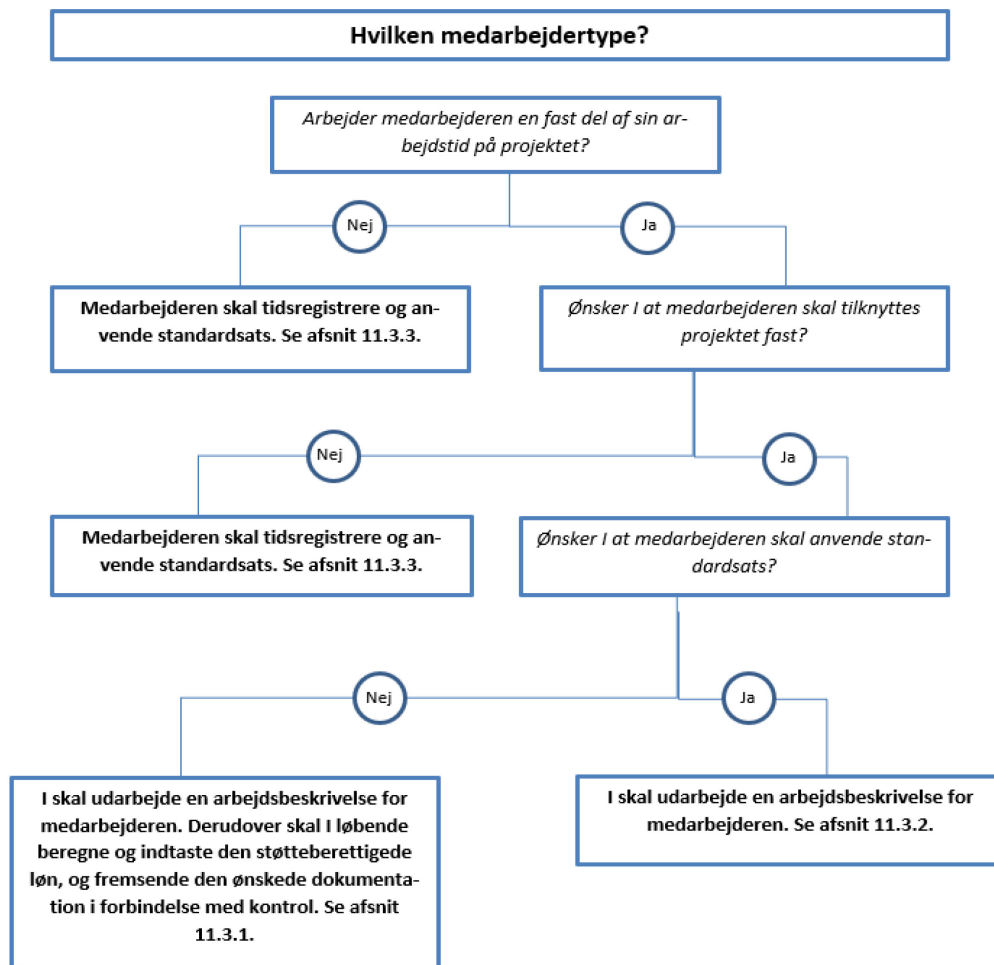 Hvilken medarbejdertype?
Arbejder medarbejderen en fast del af sin ar-
bejdstid på projektet?
Nej
Ja
Medarbejderen skal tidsregistrere og an-
vende standardsats. Se afsnit 11.3.3.
Ønsker I at medarbejderen skal tilknyttes
projektet fast?
Nej
Ja
Medarbejderen skal tidsregistrere og an-
vende standardsats. Se afsnit 11.3.3.
Ønsker I at medarbejderen skal anvende stan-
dardsats?
Nej
Ja
I skal udarbejde en arbejdsbeskrivelse for
medarbejderen. Derudover skal I løbende
beregne og indtaste den støtteberettigede
løn, og fremsende den ønskede dokumenta-
tion i forbindelse med kontrol. Se afsnit
11.3.1.
I skal udarbejde en arbejdsbeskrivelse for
medarbejderen. Se afsnit 11.3.2.